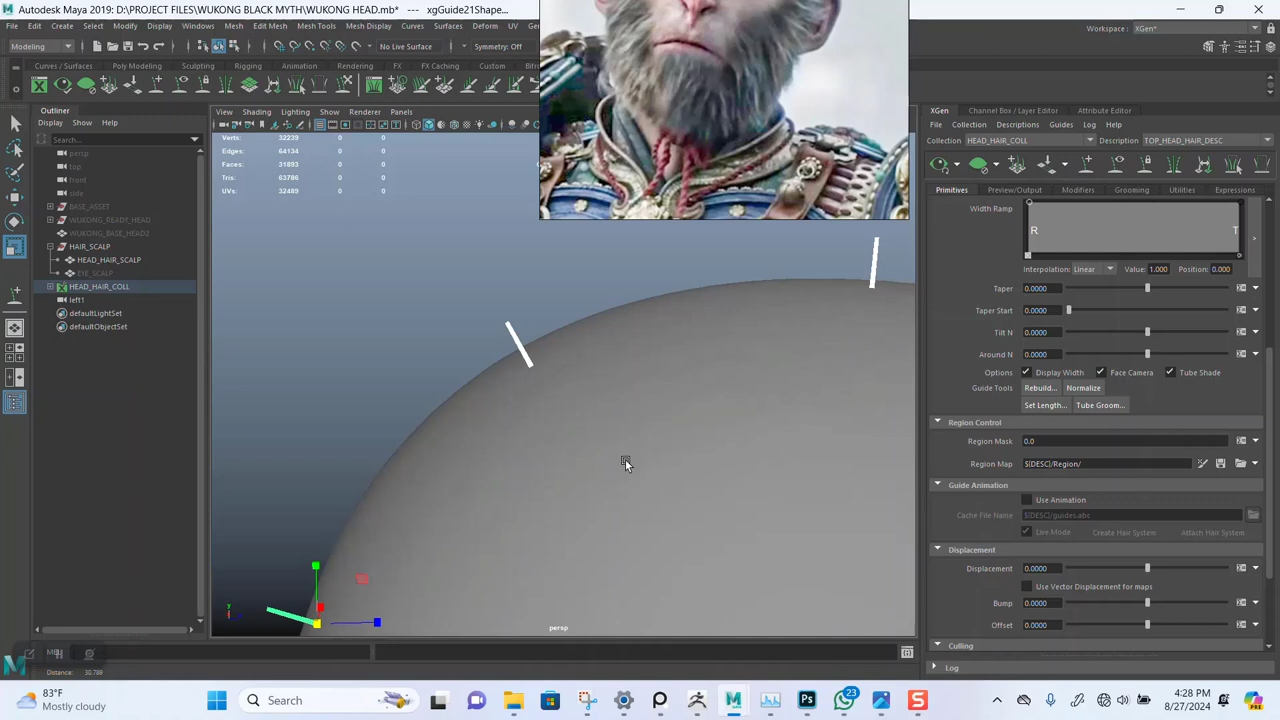 Autodesk Maya 2019: D:\PROJECT FILES\WUKONG BLACK MYTH\WUKONG HEAD.mb* --- xgGuide21Shape...
File Edit Create Select Modify Display Windows Mesh Edit Mesh Mesh Tools Mesh Display Curves Surfaces Deform UV
Workspace : XGen*
Modeling
No Live Surface
Symmetry: Off
Curves / Surfaces Poly Modeling Sculpting Rigging Animation Rendering FX FX Caching
Outliner
Display Show Help
Search...
persp
top
front
side
BASE_ASSET
WUKONG_READY_HEAD
WUKONG_BASE_HEAD2
HAIR_SCALP
HEAD_HAIR_SCALP
EYE_SCALP
HEAD_HAIR_COLL
left1
defaultLightSet
defaultObjectSet
View Shading Lighting Show Renderer Panels
Verts: 32239 0 0
Edges: 64134 0 0
Faces: 31893 0 0
Tris: 63786 0 0
UVs: 32489 0 0
persp
XGen Channel Box / Layer Editor Attribute Editor
File Collection Descriptions Guides Log Help
Collection HEAD_HAIR_COLL Description TOP_HEAD_HAIR_DESC
Primitives Preview/Output Modifiers Grooming Utilities Expressions
Width Ramp R T >
Interpolation: Linear Value: 1.000 Position: 0.000
Taper 0.0000
Taper Start 0.0000
Tilt N 0.0000
Around N 0.0000
Options Display Width Face Camera Tube Shade
Guide Tools Rebuild... Normalize
Set Length... Tube Groom...
Region Control
Region Mask 0.0
Region Map ${DESC}/Region/
Guide Animation
Use Animation
Cache File Name ${DESC}/guides.abc
Live Mode Create Hair System Attach Hair System
Displacement
Displacement 0.0000
Use Vector Displacement for maps
Bump 0.0000
Offset 0.0000
Culling
Log
Distance: 30.789
83°F
Mostly cloudy
Search
23
4:28 PM
8/27/2024